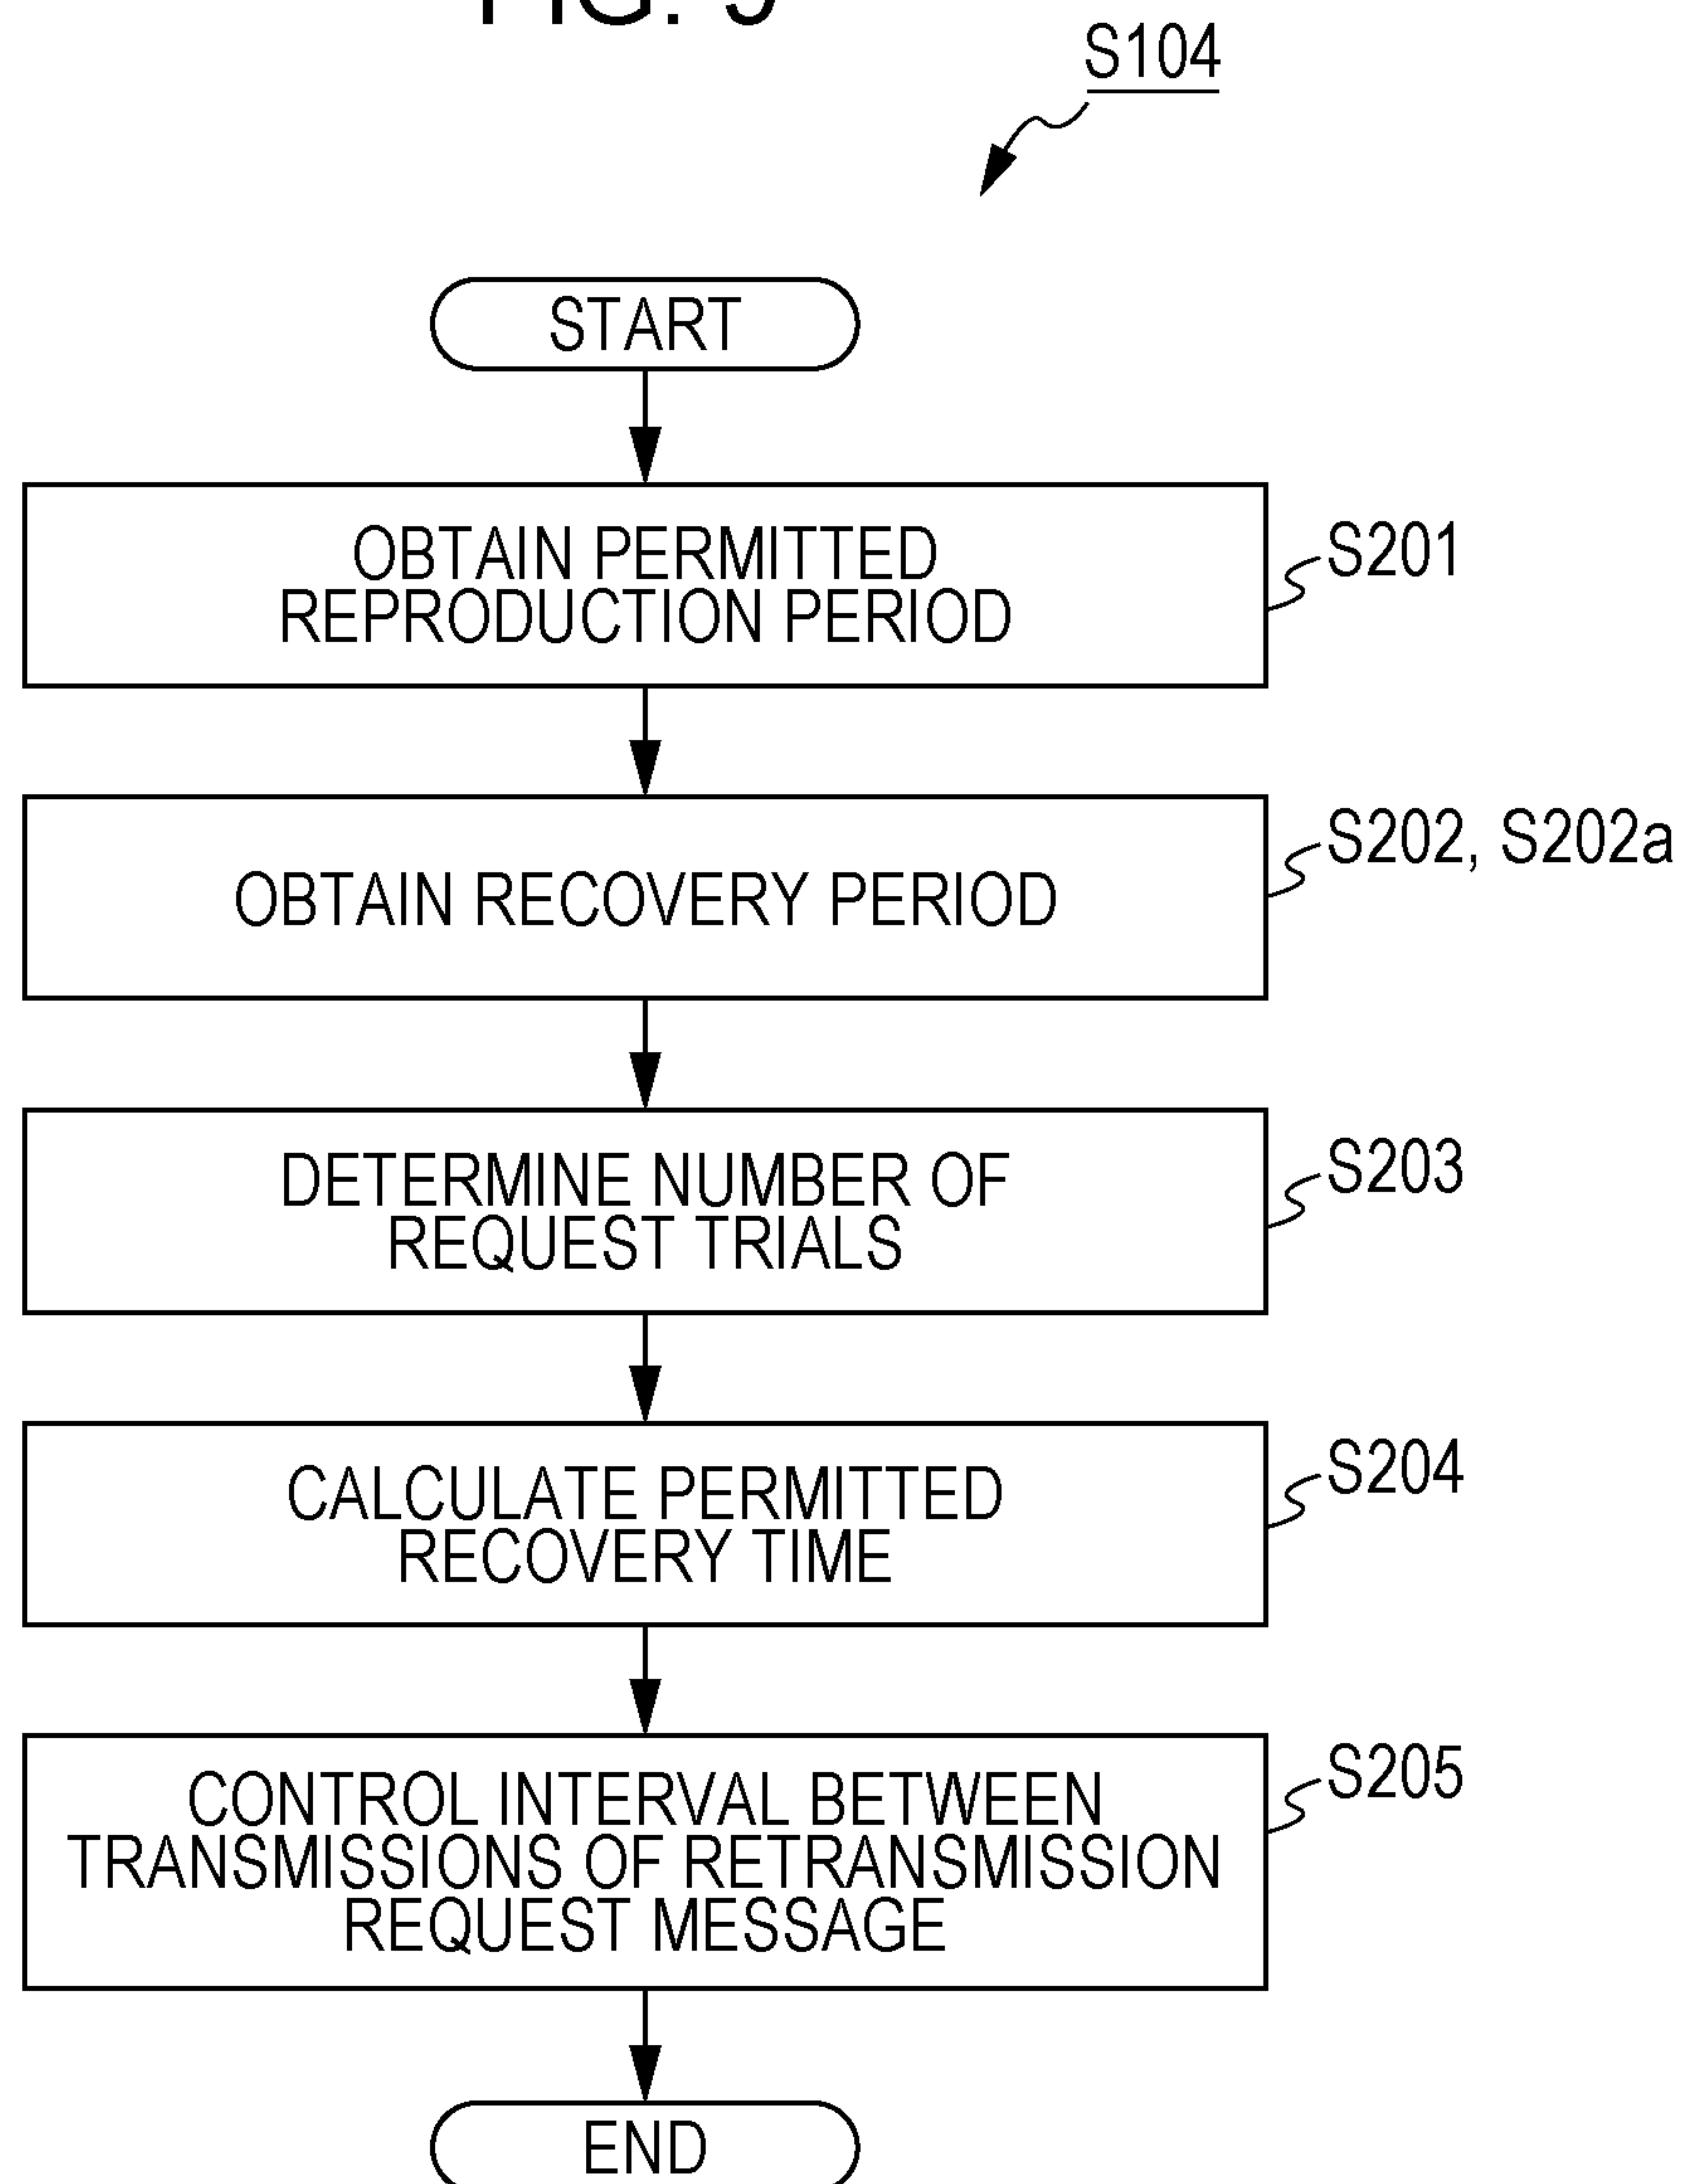 FIG.
S104
START
OBTAIN PERMITTED
REPRODUCTION PERIOD
S201
OBTAIN RECOVERY PERIOD
S202, S202a
DETERMINE NUMBER OF
REQUEST TRIALS
S203
CALCULATE PERMITTED
RECOVERY TIME
S204
CONTROL INTERVAL BETWEEN
TRANSMISSIONS OF RETRANSMISSION
REQUEST MESSAGE
S205
END